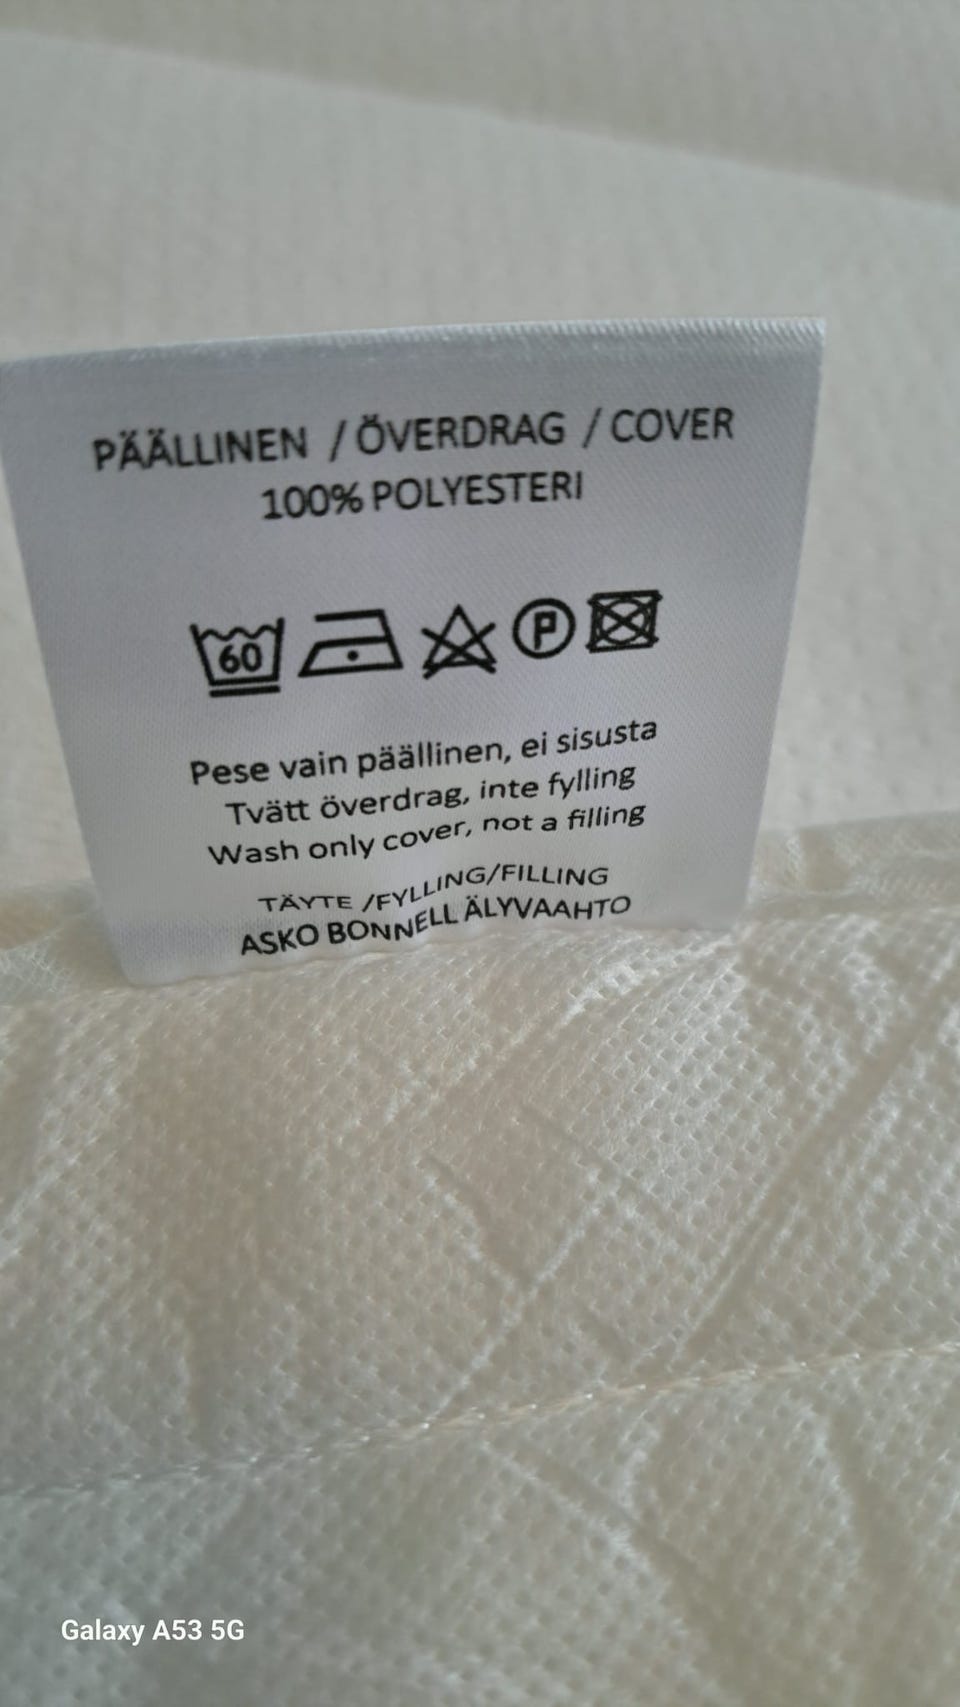 PÄÄLLINEN / ÖVERDRAG / COVER
100% POLYESTERI
60 P
Pese vain päällinen, ei sisusta
Tvätt överdrag, inte fylling
Wash only cover, not a filling
TÄYTE /FYLLING/FILLING
ASKO BONNELL ÄLYVAAHTO
Galaxy A53 5G